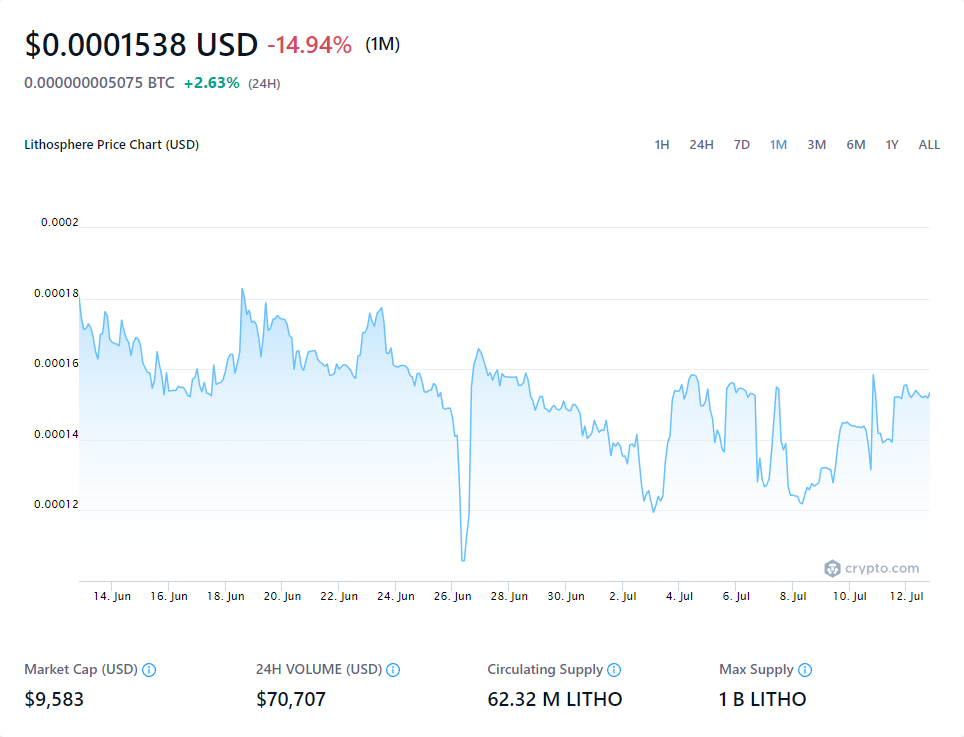 $0.0001538 USD -14.94% (1M)
0.000000005075 BTC +2.63% (24H)
Lithosphere Price Chart (USD) 1H 24H 7D 1M 3M 6M 1Y ALL
0.0002
0.00018
0.00016
0.00014
0.00012
crypto.com
14. Jun 16. Jun 18. Jun 20. Jun 22. Jun 24. Jun 26. Jun 28. Jun 30. Jun 2. Jul 4. Jul 6. Jul 8. Jul 10. Jul 12. Jul
Market Cap (USD) 24H VOLUME (USD) Circulating Supply Max Supply
$9,583 $70,707 62.32 M LITHO 1 B LITHO